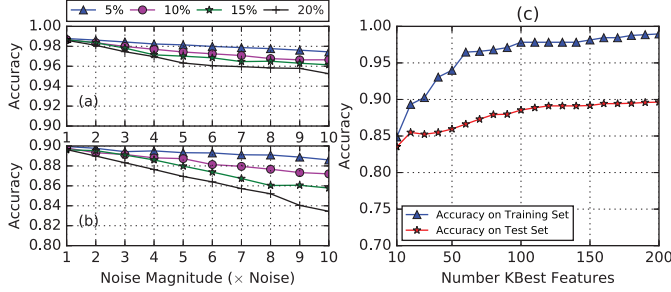 5% 10% 15% 20%
1.00
0.98
0.96
0.94
0.92
0.90
Accuracy
(a)
1 2 3 4 5 6 7 8 9 10
0.90
0.88
0.86
0.84
0.82
0.80
Accuracy
(b)
1 2 3 4 5 6 7 8 9 10
Noise Magnitude (× Noise)
(c)
1.00
0.95
0.90
0.85
0.80
0.75
0.70
Accuracy
Accuracy on Training Set
Accuracy on Test Set
10 50 100 150 200
Number KBest Features